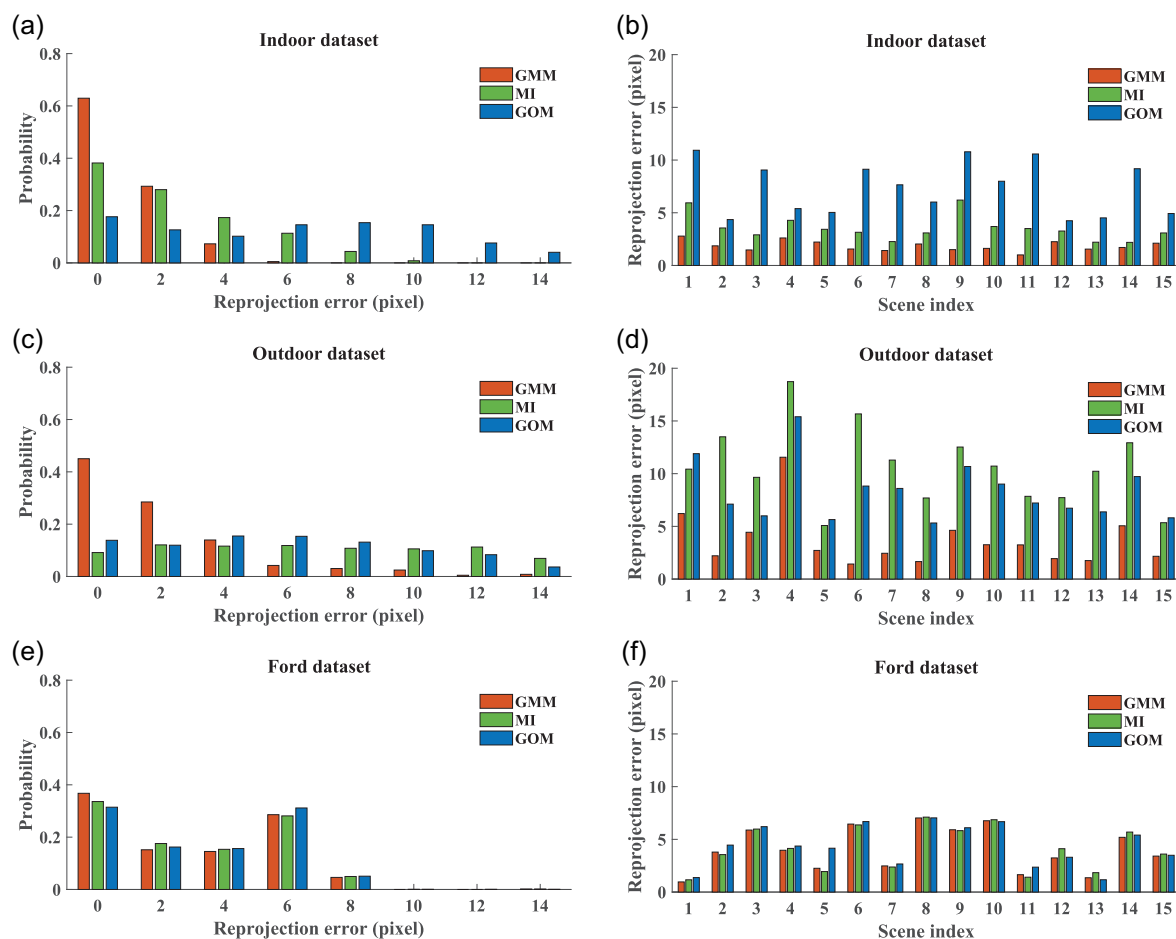 (a)
Indoor dataset
0.8
0.6
0.4
0.2
0
Probability
GMM
MI
GOM
0 2 4 6 8 10 12 14
Reprojection error (pixel)
(b)
Indoor dataset
20
15
10
5
0
Reprojection error (pixel)
GMM
MI
GOM
1 2 3 4 5 6 7 8 9 10 11 12 13 14 15
Scene index
(c)
Outdoor dataset
0.8
0.6
0.4
0.2
0
Probability
GMM
MI
GOM
0 2 4 6 8 10 12 14
Reprojection error (pixel)
(d)
Outdoor dataset
20
15
10
5
0
Reprojection error (pixel)
GMM
MI
GOM
1 2 3 4 5 6 7 8 9 10 11 12 13 14 15
Scene index
(e)
Ford dataset
0.8
0.6
0.4
0.2
0
Probability
GMM
MI
GOM
0 2 4 6 8 10 12 14
Reprojection error (pixel)
(f)
Ford dataset
20
15
10
5
0
Reprojection error (pixel)
GMM
MI
GOM
1 2 3 4 5 6 7 8 9 10 11 12 13 14 15
Scene index